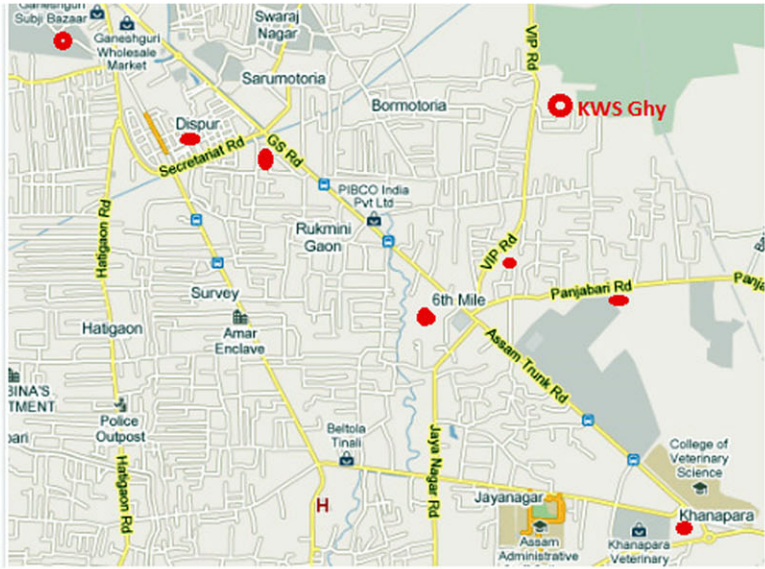 Ganeshguri
Subji Bazaar
Ganeshguri
Wholesale
Market
Swaraj
Nagar
Sarumotoria
VIP Rd
Bormotoria
KWS Ghy
Dispur
Secretariat Rd
GS Rd
PIBCO India
Pvt Ltd
Rukmini
Gaon
Hatigaon Rd
VIP Rd
Panjabari Rd
Panja
Survey
6th Mile
Hatigaon
Amar
Enclave
Assam Trunk Rd
BINA'S
TMENT
Police
Outpost
bari
Beltola
Tinali
Jaya Nagar Rd
College of
Veterinary
Science
Hatigaon Rd
H
Jayanagar
Khanapara
Assam
Administrative
Khanapara
Veterinary